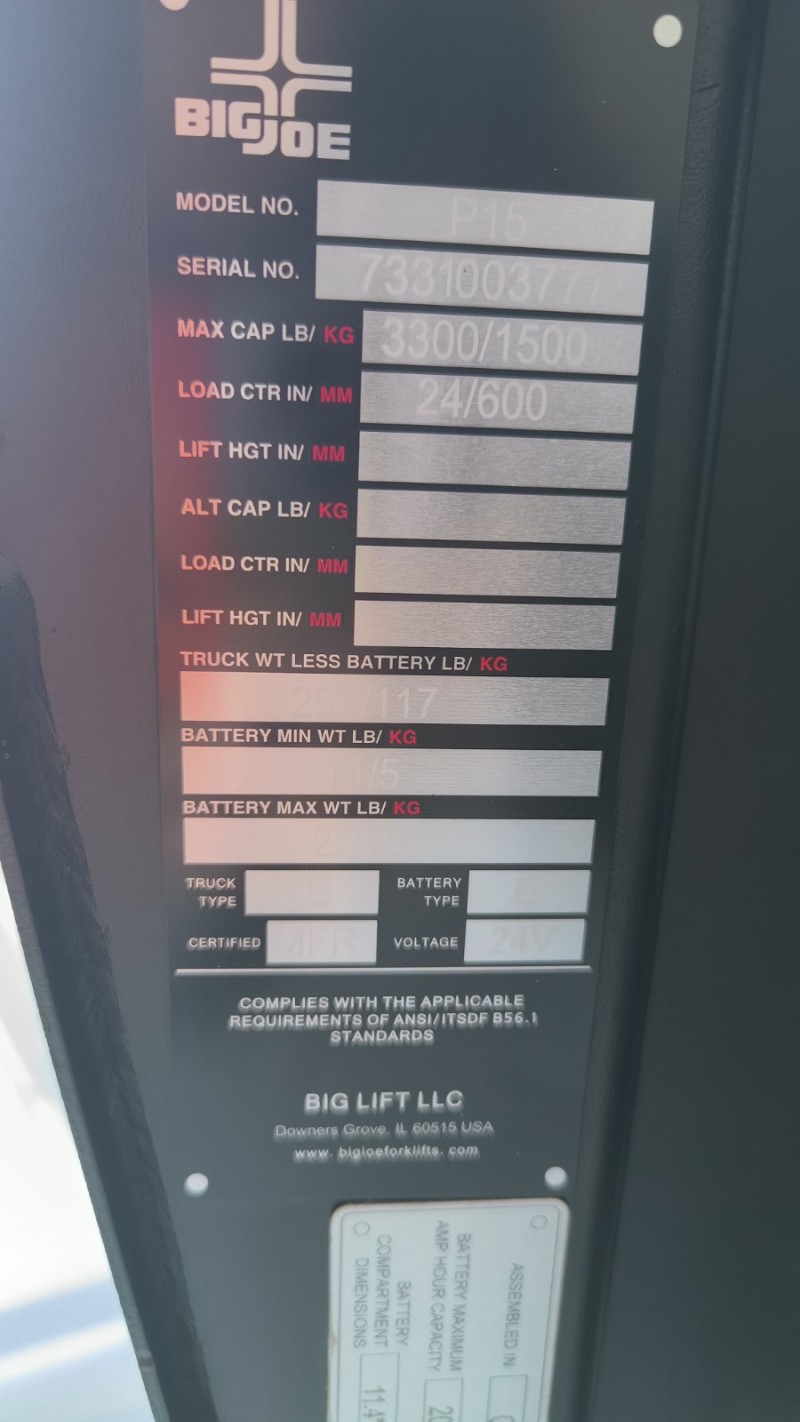 BIG JOE
MODEL NO. P15
SERIAL NO.
MAX CAP LB/ KG 3300/1500
LOAD CTR IN/ MM 24/600
LIFT HGT IN/ MM
ALT CAP LB/ KG
LOAD CTR IN/ MM
LIFT HGT IN/ MM
TRUCK WT LESS BATTERY LB/ KG
BATTERY MIN WT LB/ KG
BATTERY MAX WT LB/ KG
TRUCK TYPE E BATTERY TYPE E
CERTIFIED MFR VOLTAGE 24V
COMPLIES WITH THE APPLICABLE
REQUIREMENTS OF ANSI/ITSDF B56.1
STANDARDS
BIG LIFT LLC
Downers Grove, IL 60515 USA
www. bigjoeforklifts. com
ASSEMBLED IN
BATTERY MAXIMUM
AMP HOUR CAPACITY
BATTERY
COMPARTMENT
DIMENSIONS